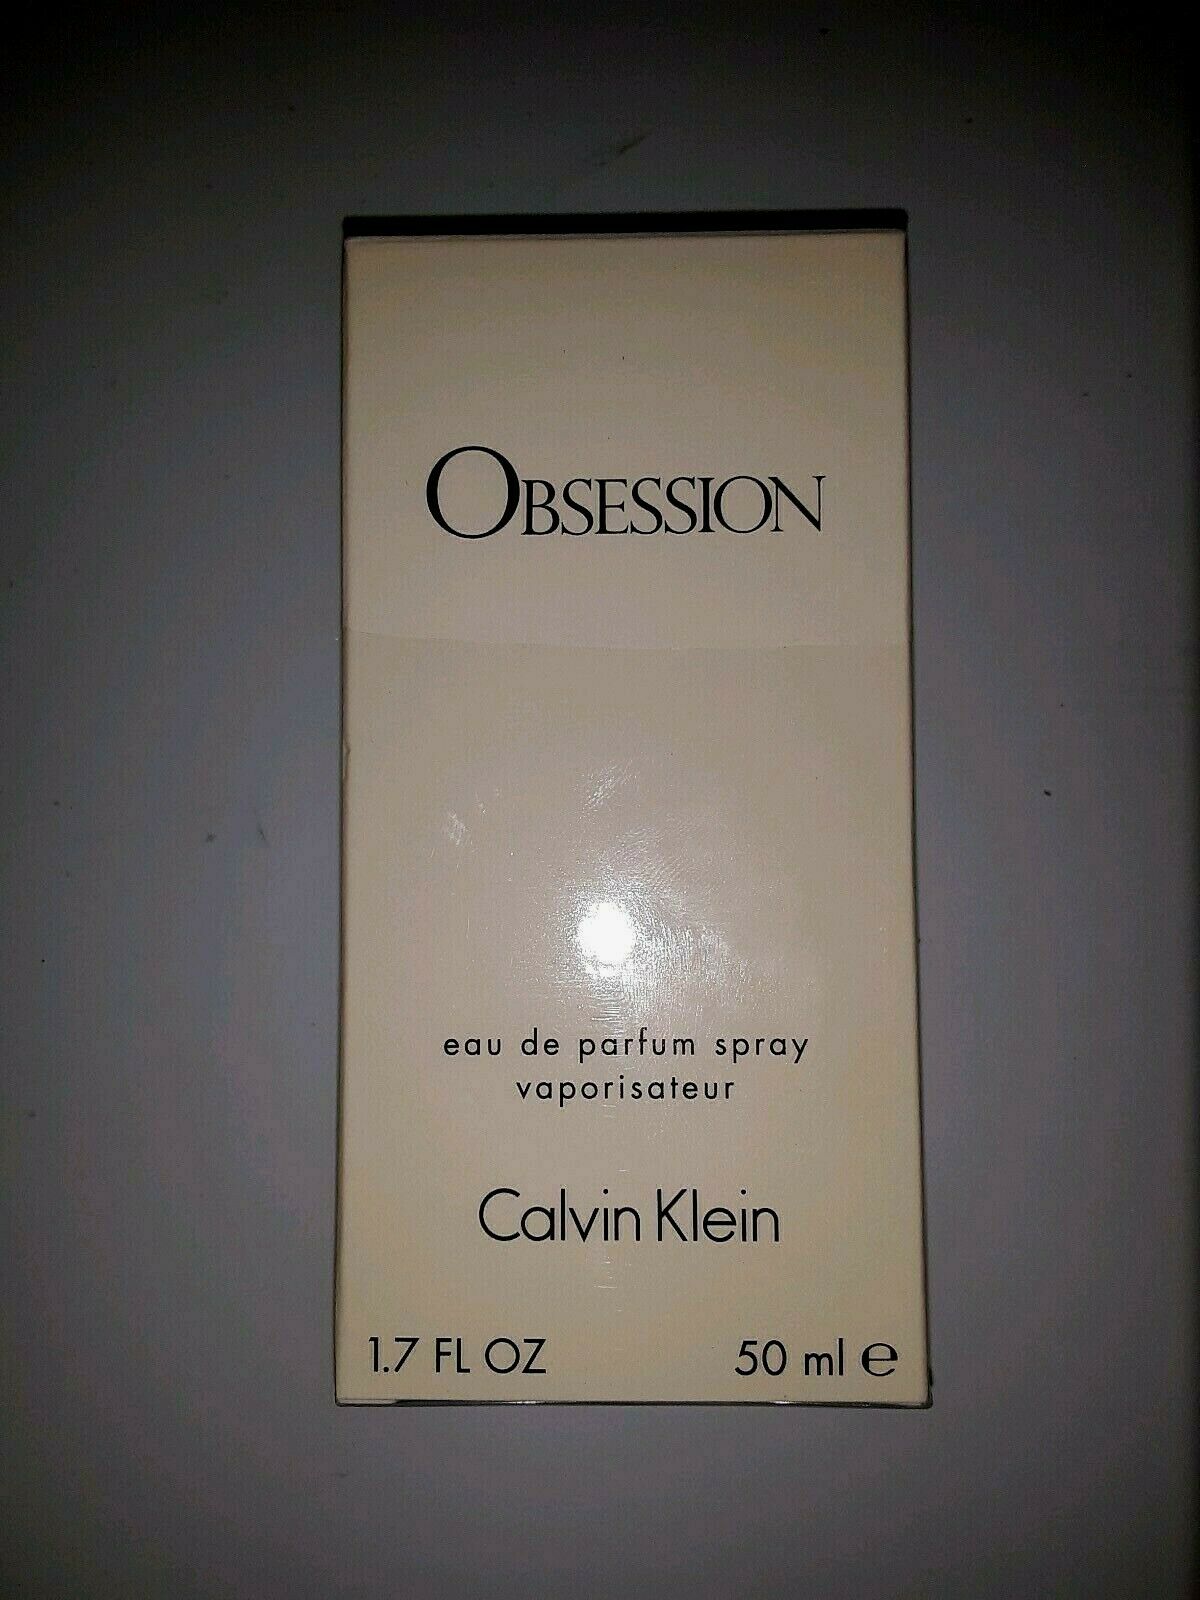 OBSESSION
eau de parfum spray
vaporisateur
Calvin Klein
1.7 FL OZ 50 ml ℮